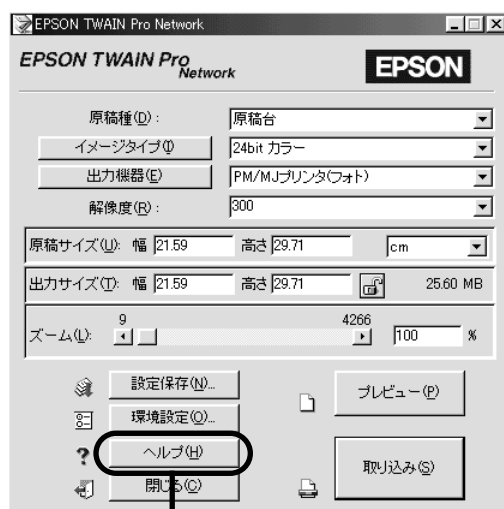 EPSON TWAIN Pro Network
EPSON TWAIN Pro
Network
EPSON
原稿種(D):
原稿台
イメージタイプ(I)
24bit カラー
出力機器(E)
PM/MJプリンタ(フォト)
解像度(R):
300
原稿サイズ(U): 幅 21.59 高さ 29.71 cm
出力サイズ(T): 幅 21.59 高さ 29.71 25.60 MB
9 4266
ズーム(L): 100 %
設定保存(N)...
プレビュー(P)
環境設定(O)...
ヘルプ(H)
取り込み(S)
閉じる(C)